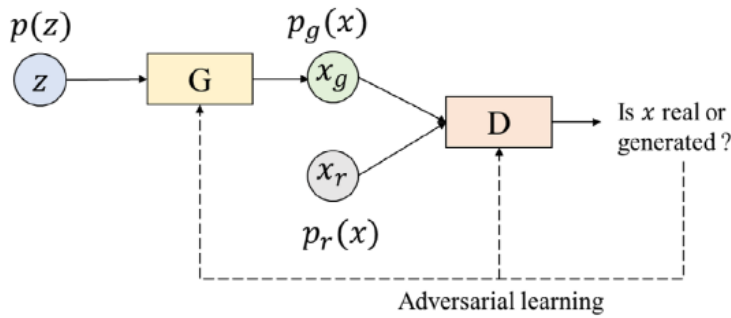 p(z)
z
G
p_g(x)
x_g
x_r
p_r(x)
D
Is x real or
generated ?
Adversarial learning